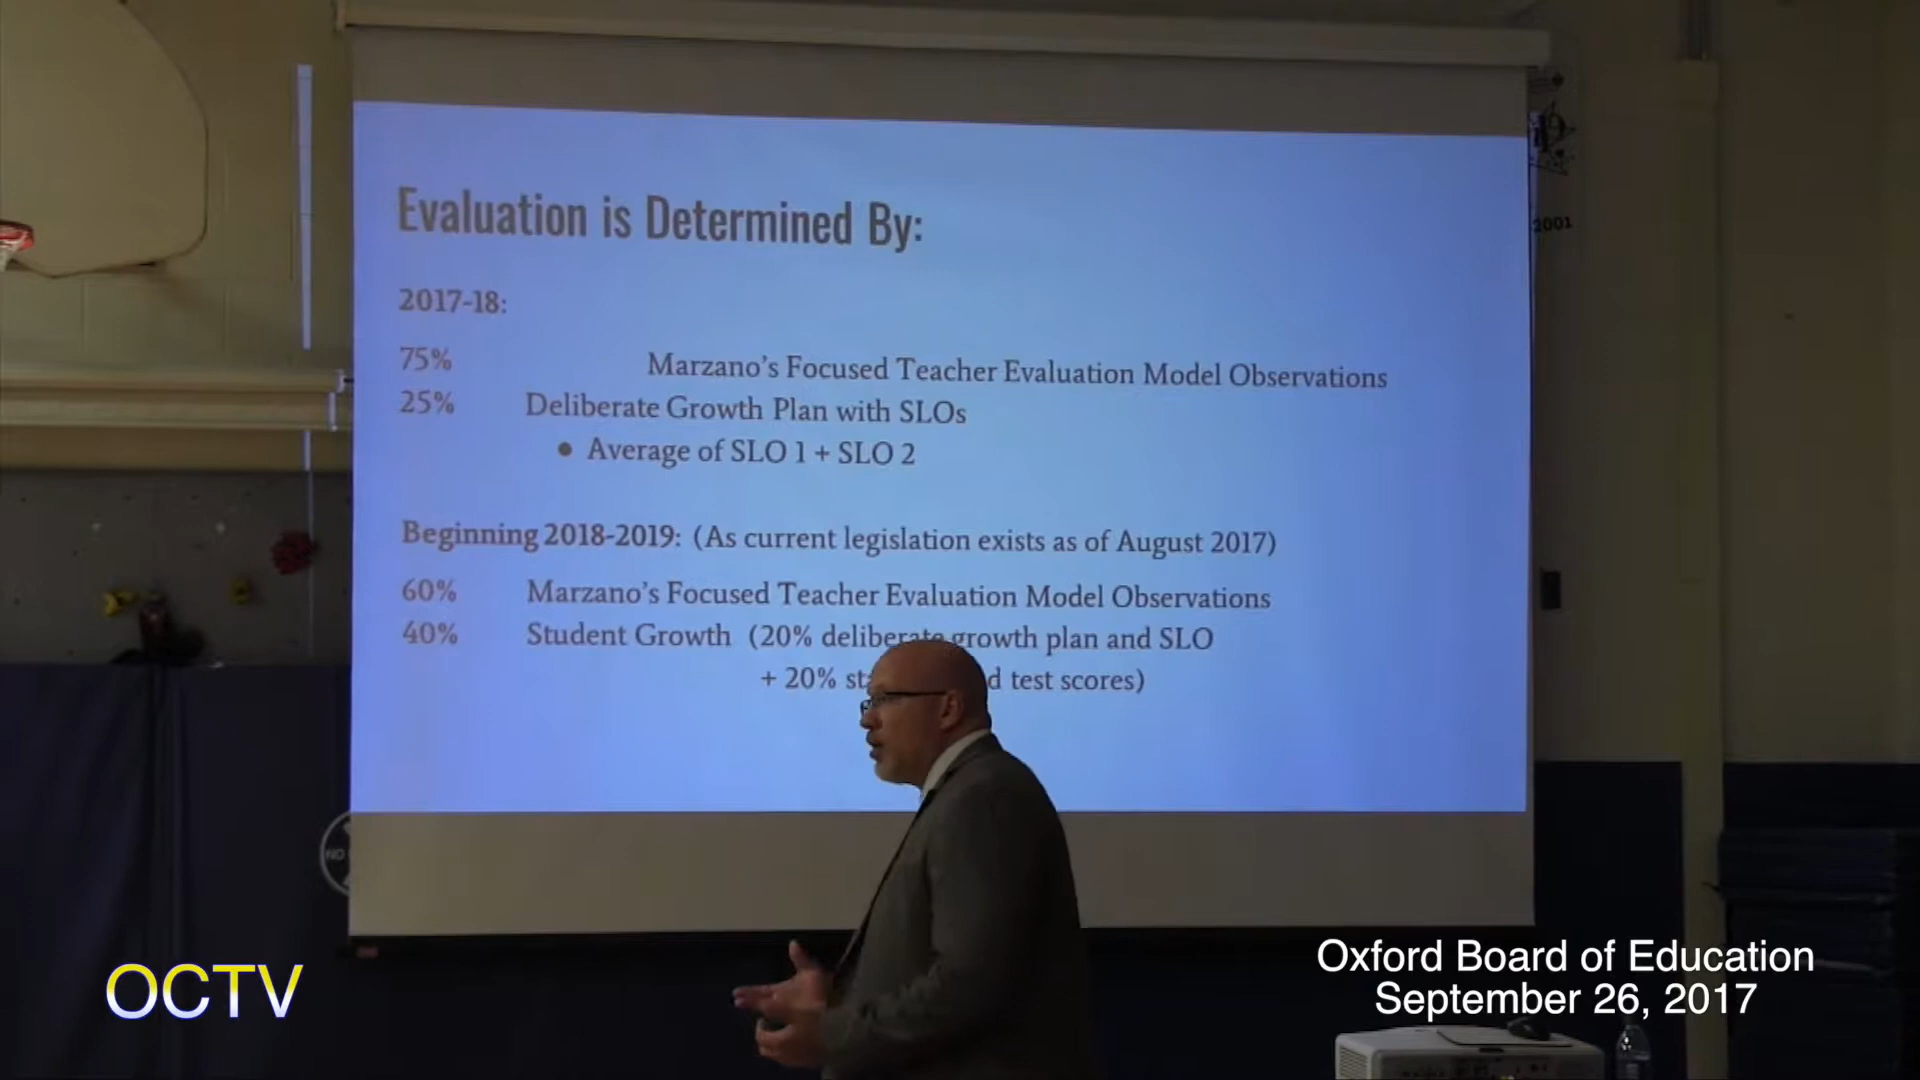 Evaluation is Determined By:
2017-18:
75% Marzano's Focused Teacher Evaluation Model Observations
25% Deliberate Growth Plan with SLOs
• Average of SLO 1 + SLO 2
Beginning 2018-2019: (As current legislation exists as of August 2017)
60% Marzano's Focused Teacher Evaluation Model Observations
40% Student Growth (20% deliberate growth plan and SLO
+ 20% test scores)
2001
NO
OCTV
Oxford Board of Education
September 26, 2017